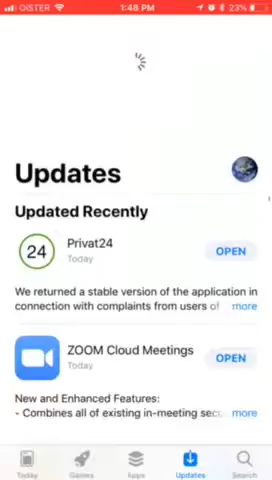 OISTER 1:48 PM 23%
Updates
Updated Recently
24
Privat24
Today
OPEN
We returned a stable version of the application in
connection with complaints from users of more
ZOOM Cloud Meetings
Today
OPEN
New and Enhanced Features:
- Combines all of existing in-meeting secu more
Today Games Apps Updates Search